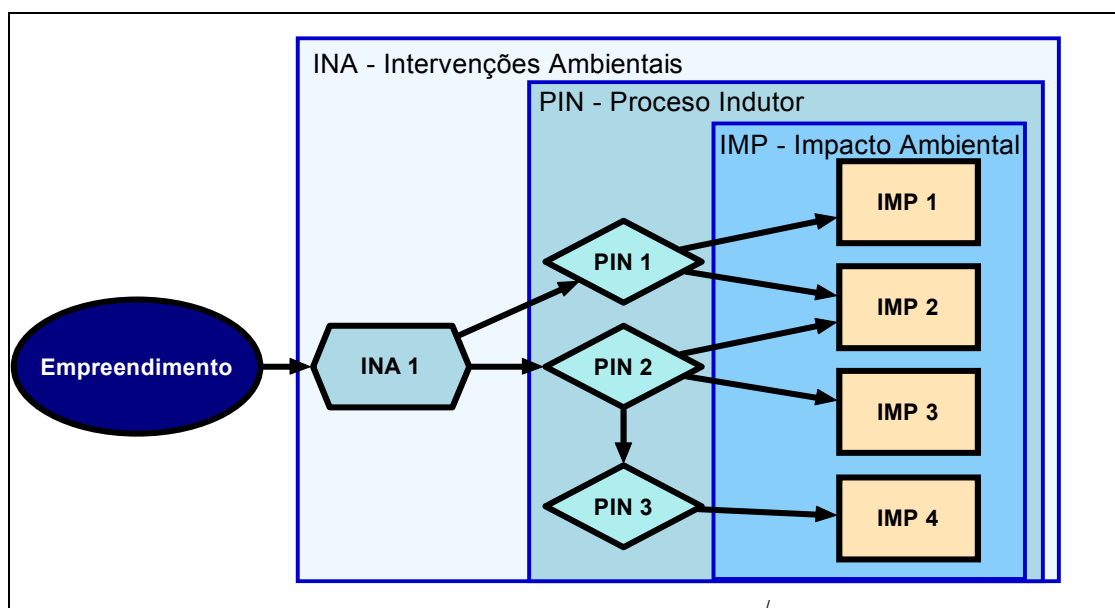 INA - Intervenções Ambientais
PIN - Proceso Indutor
IMP - Impacto Ambiental
IMP 1
PIN 1
IMP 2
Empreendimento
INA 1
PIN 2
IMP 3
PIN 3
IMP 4
/